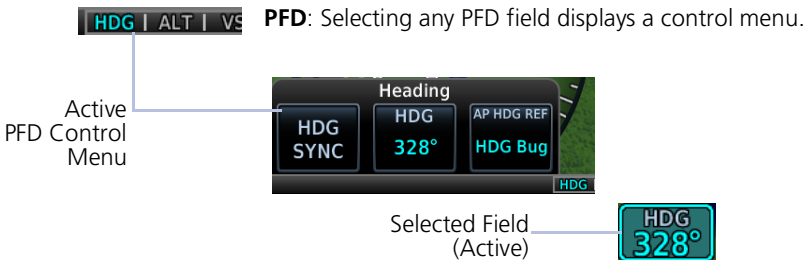 HDG | ALT | VS
PFD: Selecting any PFD field displays a control menu.
Heading
Active
PFD Control
Menu
HDG
SYNC
HDG
328°
AP HDG REF
HDG Bug
HDG
Selected Field
(Active)
HDG
328°